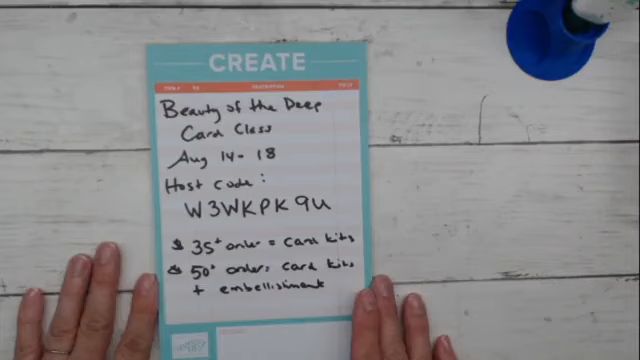 CREATE
Beauty of the Deep
Card Class
Aug 14-18
Host code:
W3WKPK9U
$ 35+ order = card kits
$ 50+ order = card kits
+ embellishment